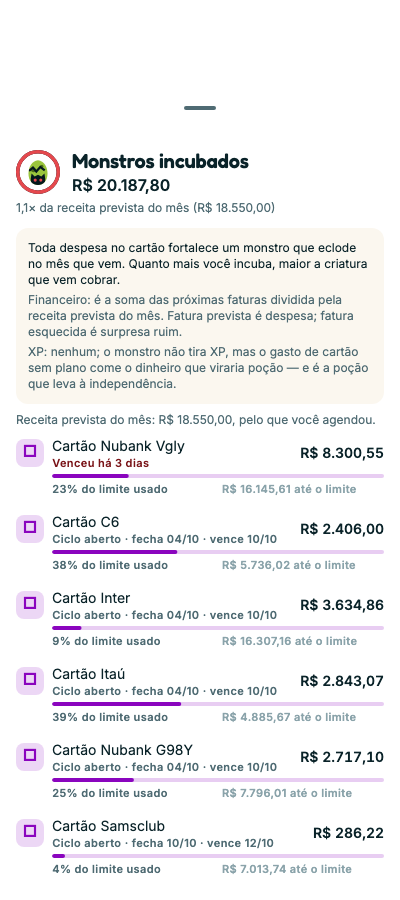 Monstros incubados
R$ 20.187,80
1,1× da receita prevista do mês (R$ 18.550,00)
Toda despesa no cartão fortalece um monstro que eclode
no mês que vem. Quanto mais você incuba, maior a criatura
que vem cobrar.
Financeiro: é a soma das próximas faturas dividida pela
receita prevista do mês. Fatura prevista é despesa; fatura
esquecida é surpresa ruim.
XP: nenhum; o monstro não tira XP, mas o gasto de cartão
sem plano come o dinheiro que viraria poção — e é a poção
que leva à independência.
Receita prevista do mês: R$ 18.550,00, pelo que você agendou.
Cartão Nubank Vgly
R$ 8.300,55
Venceu há 3 dias
23% do limite usado
R$ 16.145,61 até o limite
Cartão C6
R$ 2.406,00
Ciclo aberto · fecha 04/10 · vence 10/10
38% do limite usado
R$ 5.736,02 até o limite
Cartão Inter
R$ 3.634,86
Ciclo aberto · fecha 04/10 · vence 10/10
9% do limite usado
R$ 16.307,16 até o limite
Cartão Itaú
R$ 2.843,07
Ciclo aberto · fecha 04/10 · vence 10/10
39% do limite usado
R$ 4.885,67 até o limite
Cartão Nubank G98Y
R$ 2.717,10
Ciclo aberto · fecha 04/10 · vence 10/10
25% do limite usado
R$ 7.796,01 até o limite
Cartão Samsclub
R$ 286,22
Ciclo aberto · fecha 10/10 · vence 12/10
4% do limite usado
R$ 7.013,74 até o limite